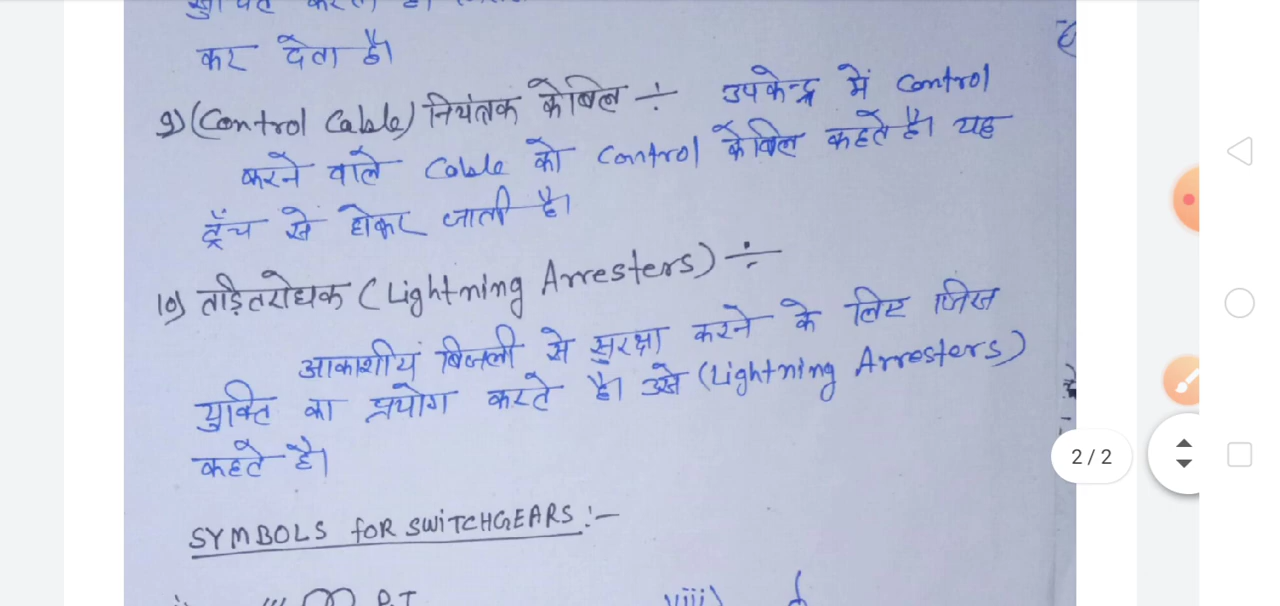 कर देता है।
9) (Control Cable) नियंत्रक केबिल ÷ उपकेन्द्र में Control
करने वाले Cable को Control केबिल कहते है। यह
ट्रेंच से होकर जाती है।
10) तड़ितरोधक (Lightning Arresters) ÷
आकाशीयं बिजली से सुरक्षा करने के लिए जिस
युक्ति का प्रयोग करते है। उसे (Lightning Arresters)
कहते है।
SYMBOLS FOR SWITCHGEARS :-
P.T
viii)
2 / 2